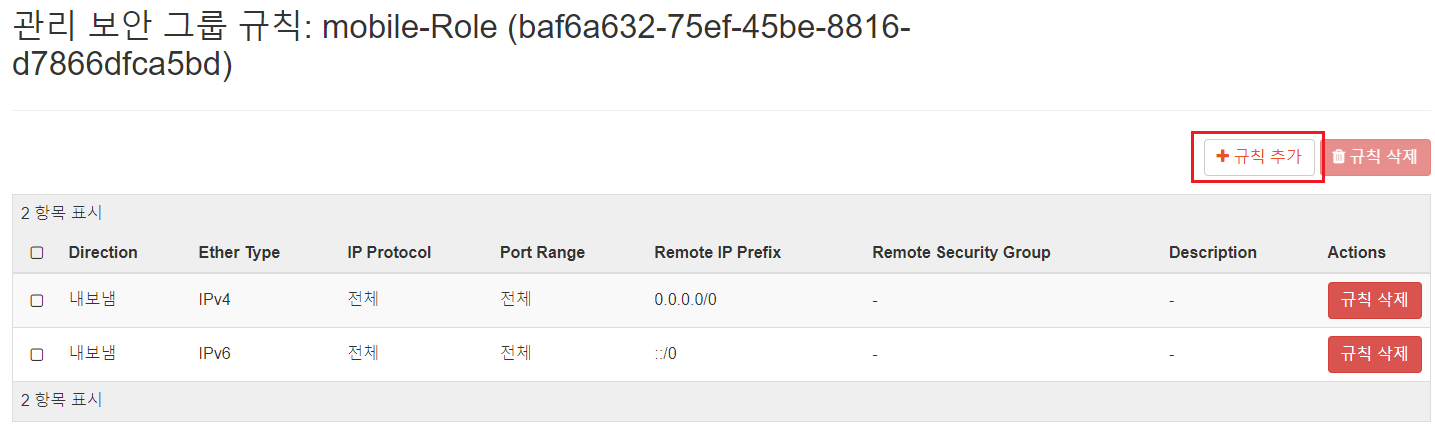 관리 보안 그룹 규칙: mobile-Role (baf6a632-75ef-45be-8816-
d7866dfca5bd)
규칙 추가 규칙 삭제
2 항목 표시
Direction Ether Type IP Protocol Port Range Remote IP Prefix Remote Security Group Description Actions
내보냄 IPv4 전체 전체 0.0.0.0/0 - - 규칙 삭제
내보냄 IPv6 전체 전체 ::/0 - - 규칙 삭제
2 항목 표시